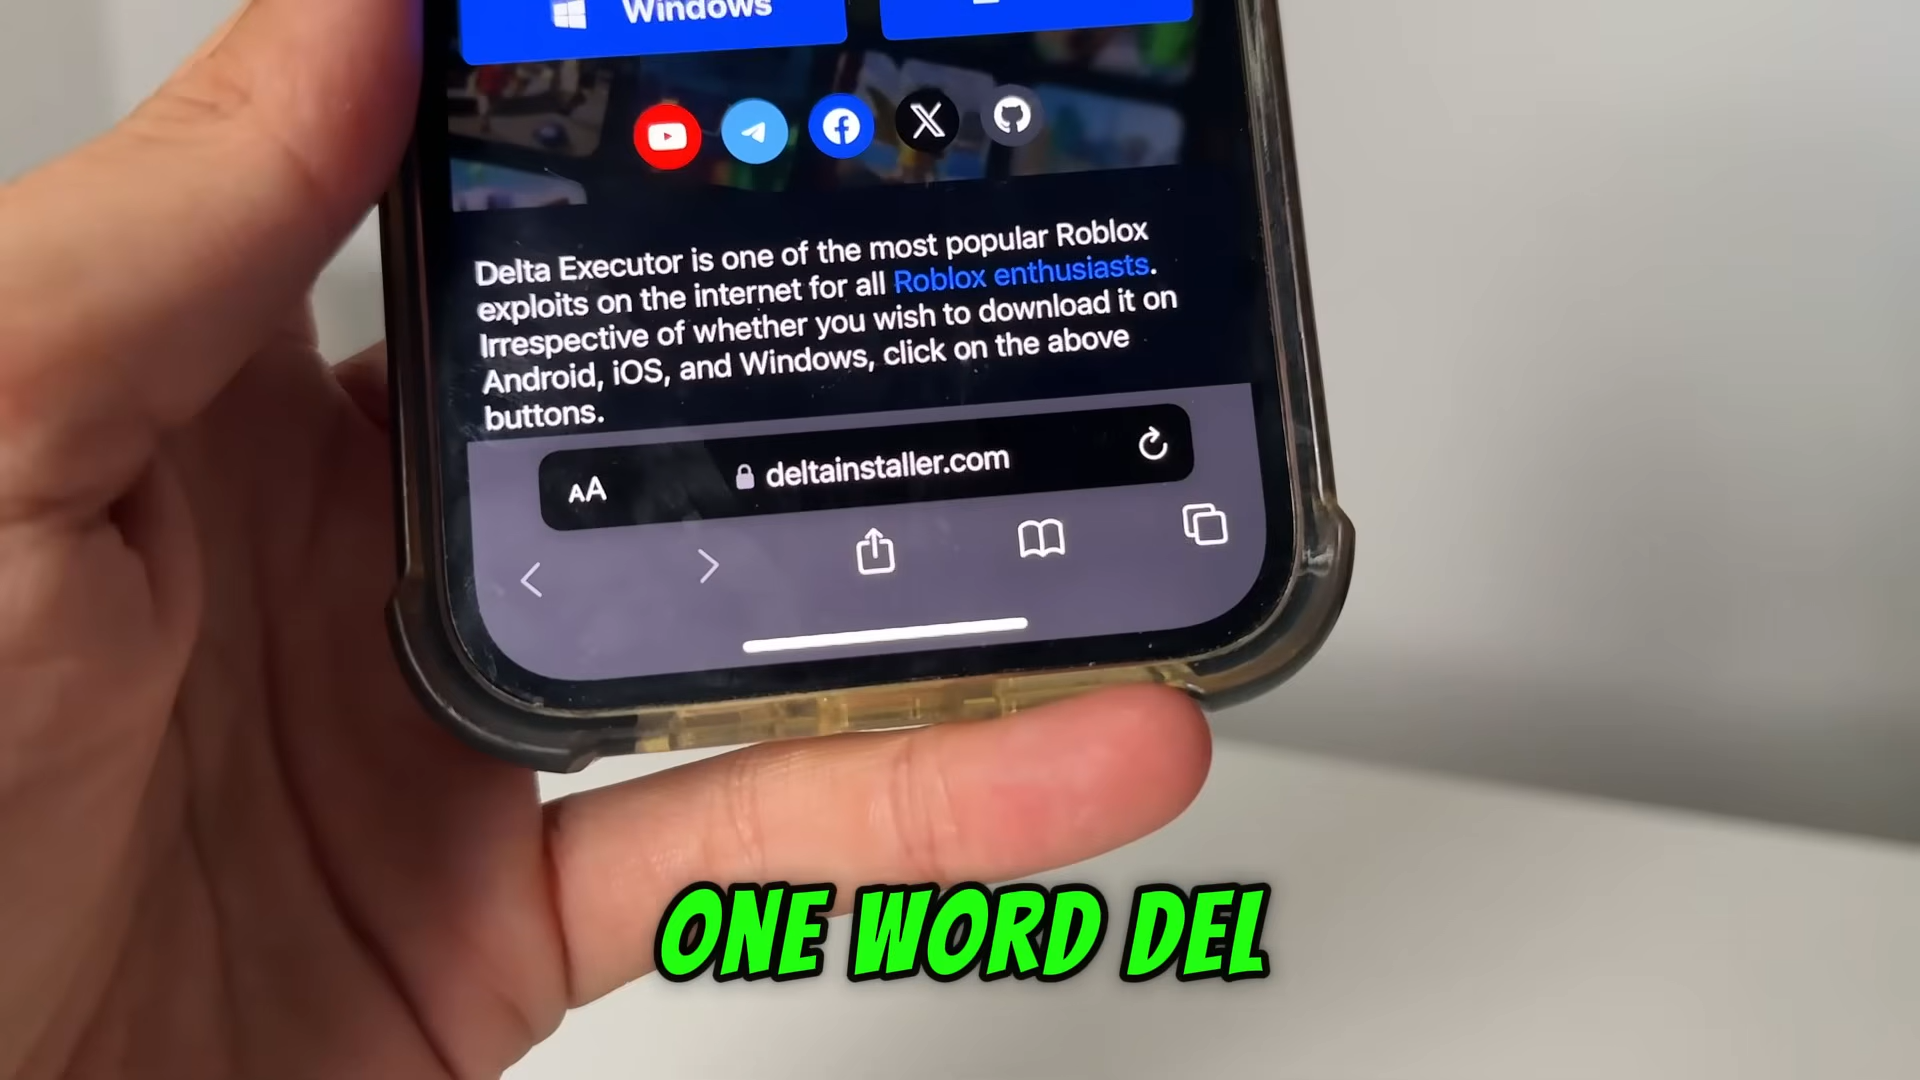 Windows
Delta Executor is one of the most popular Roblox
exploits on the internet for all Roblox enthusiasts.
Irrespective of whether you wish to download it on
Android, iOS, and Windows, click on the above
buttons.
AA deltainstaller.com
ONE WORD DEL